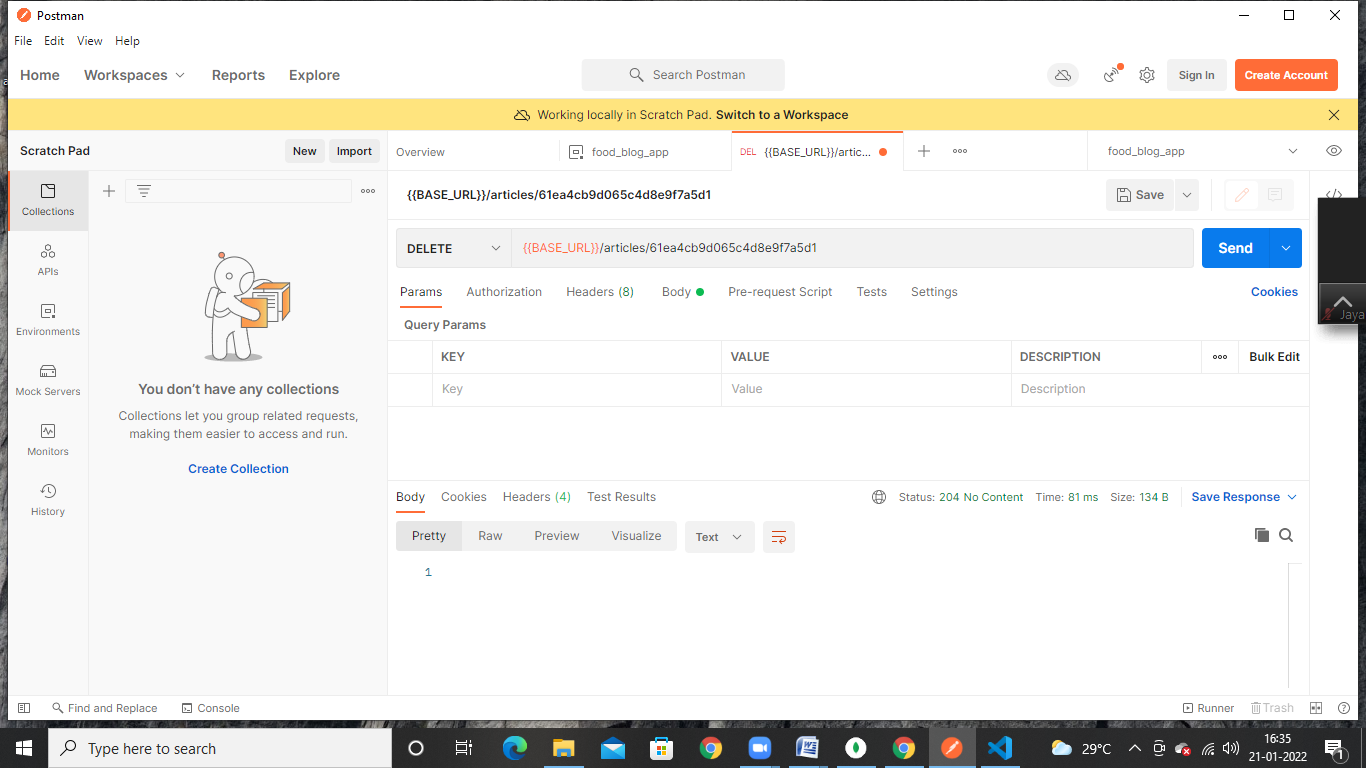 Postman
File Edit View Help
Home Workspaces Reports Explore Search Postman Sign In Create Account
Working locally in Scratch Pad. Switch to a Workspace
Scratch Pad New Import Overview food_blog_app DEL {{BASE_URL}}/artic... food_blog_app
{{BASE_URL}}/articles/61ea4cb9d065c4d8e9f7a5d1 Save
Collections
DELETE {{BASE_URL}}/articles/61ea4cb9d065c4d8e9f7a5d1 Send
APIs
Params Authorization Headers (8) Body Pre-request Script Tests Settings Cookies
Jaya
Environments
Query Params
KEY VALUE DESCRIPTION Bulk Edit
Key Value Description
Mock Servers
You don't have any collections
Collections let you group related requests,
making them easier to access and run.
Create Collection
Monitors
History
Body Cookies Headers (4) Test Results Status: 204 No Content Time: 81 ms Size: 134 B Save Response
Pretty Raw Preview Visualize Text
1
Find and Replace Console Runner Trash
Type here to search 29°C 16:35
21-01-2022
1